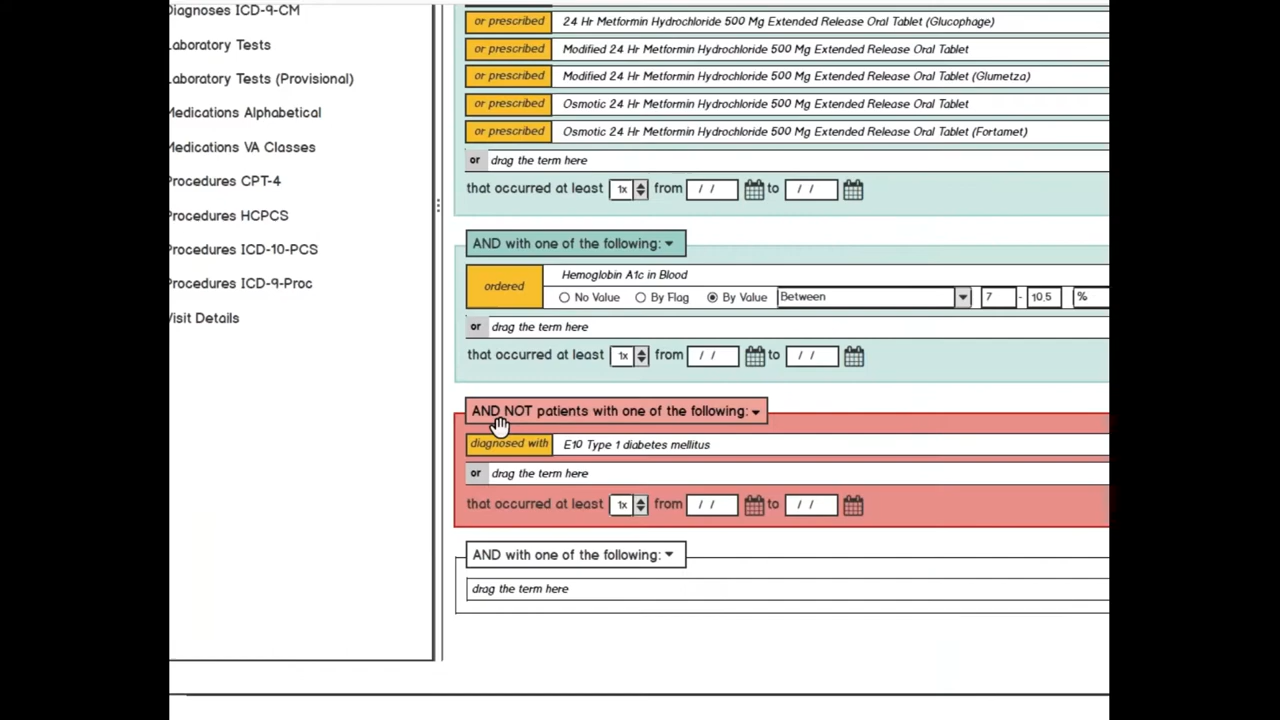 Diagnoses ICD-9-CM
Laboratory Tests
Laboratory Tests (Provisional)
Medications Alphabetical
Medications VA Classes
Procedures CPT-4
Procedures HCPCS
Procedures ICD-10-PCS
Procedures ICD-9-Proc
Visit Details
or prescribed 24 Hr Metformin Hydrochloride 500 Mg Extended Release Oral Tablet (Glucophage)
or prescribed Modified 24 Hr Metformin Hydrochloride 500 Mg Extended Release Oral Tablet
or prescribed Modified 24 Hr Metformin Hydrochloride 500 Mg Extended Release Oral Tablet (Glumetza)
or prescribed Osmotic 24 Hr Metformin Hydrochloride 500 Mg Extended Release Oral Tablet
or prescribed Osmotic 24 Hr Metformin Hydrochloride 500 Mg Extended Release Oral Tablet (Fortamet)
or drag the term here
that occurred at least 1x from / / to / /
AND with one of the following:
ordered Hemoglobin A1c in Blood
No Value By Flag By Value Between 7 - 10.5 %
or drag the term here
that occurred at least 1x from / / to / /
AND NOT patients with one of the following:
diagnosed with E10 Type 1 diabetes mellitus
or drag the term here
that occurred at least 1x from / / to / /
AND with one of the following:
drag the term here